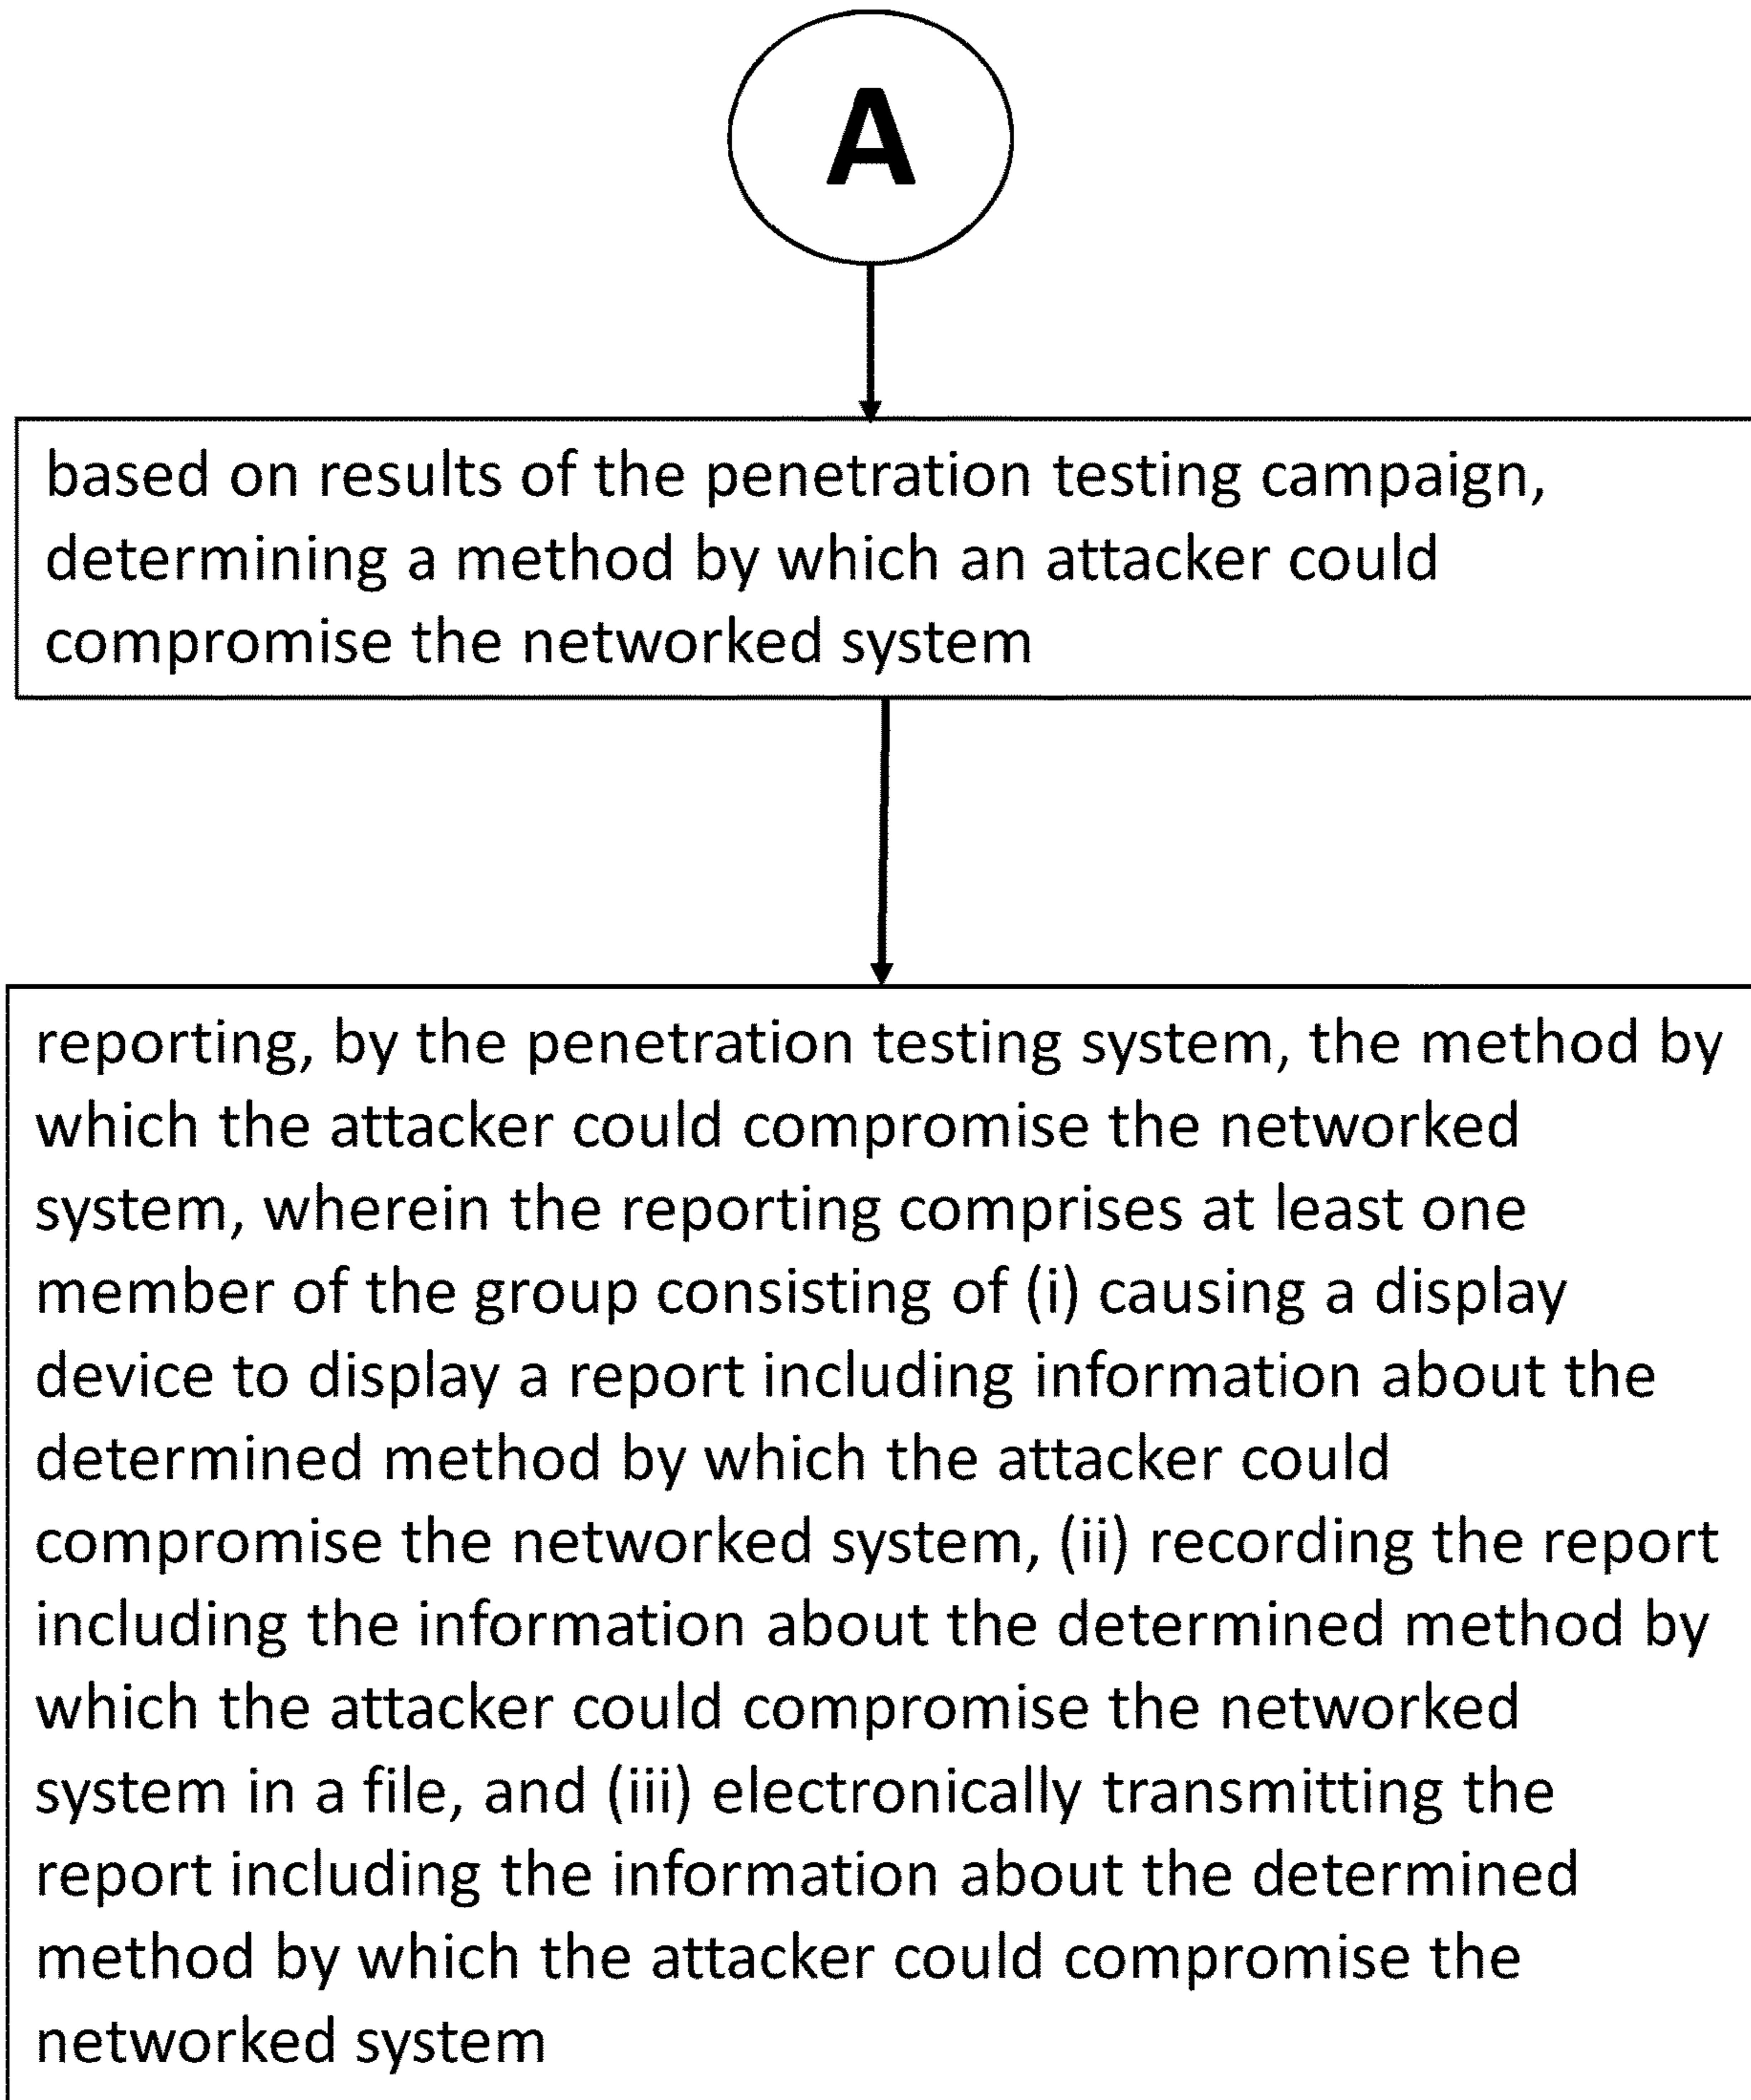 A
based on results of the penetration testing campaign,
determining a method by which an attacker could
compromise the networked system
reporting, by the penetration testing system, the method by
which the attacker could compromise the networked
system, wherein the reporting comprises at least one
member of the group consisting of (i) causing a display
device to display a report including information about the
determined method by which the attacker could
compromise the networked system, (ii) recording the report
including the information about the determined method by
which the attacker could compromise the networked
system in a file, and (iii) electronically transmitting the
report including the information about the determined
method by which the attacker could compromise the
networked system